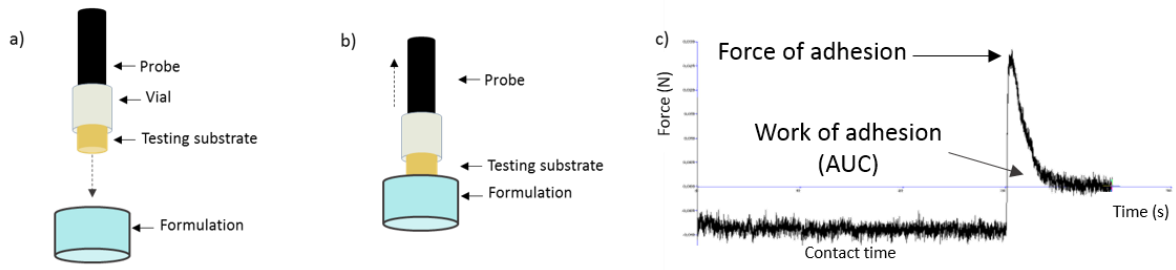 a)
Probe
Vial
Testing substrate
Formulation
b)
Probe
Testing substrate
Formulation
c)
Force of adhesion
Work of adhesion
(AUC)
Force (N)
Time (s)
Contact time